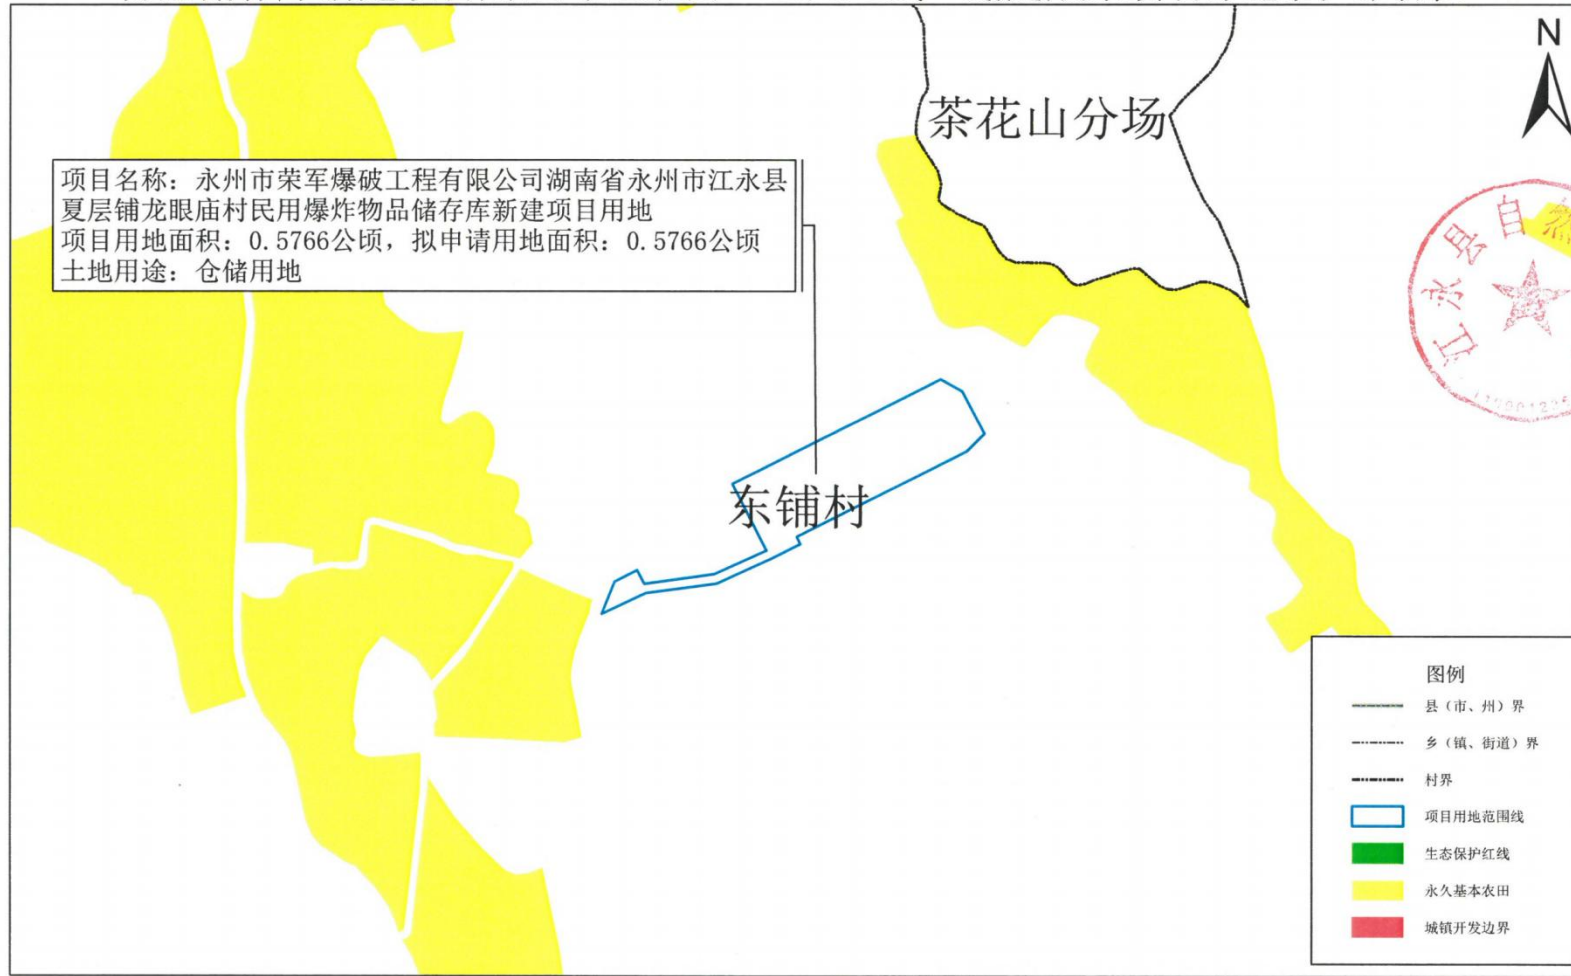 茶花山分场
N
项目名称：永州市荣军爆破工程有限公司湖南省永州市江永县
夏层铺龙眼庙村民用爆炸物品储存库新建项目用地
项目用地面积：0.5766公顷，拟申请用地面积：0.5766公顷
土地用途：仓储用地
江永县自然
东铺村
图例
县（市、州）界
乡（镇、街道）界
村界
项目用地范围线
生态保护红线
永久基本农田
城镇开发边界